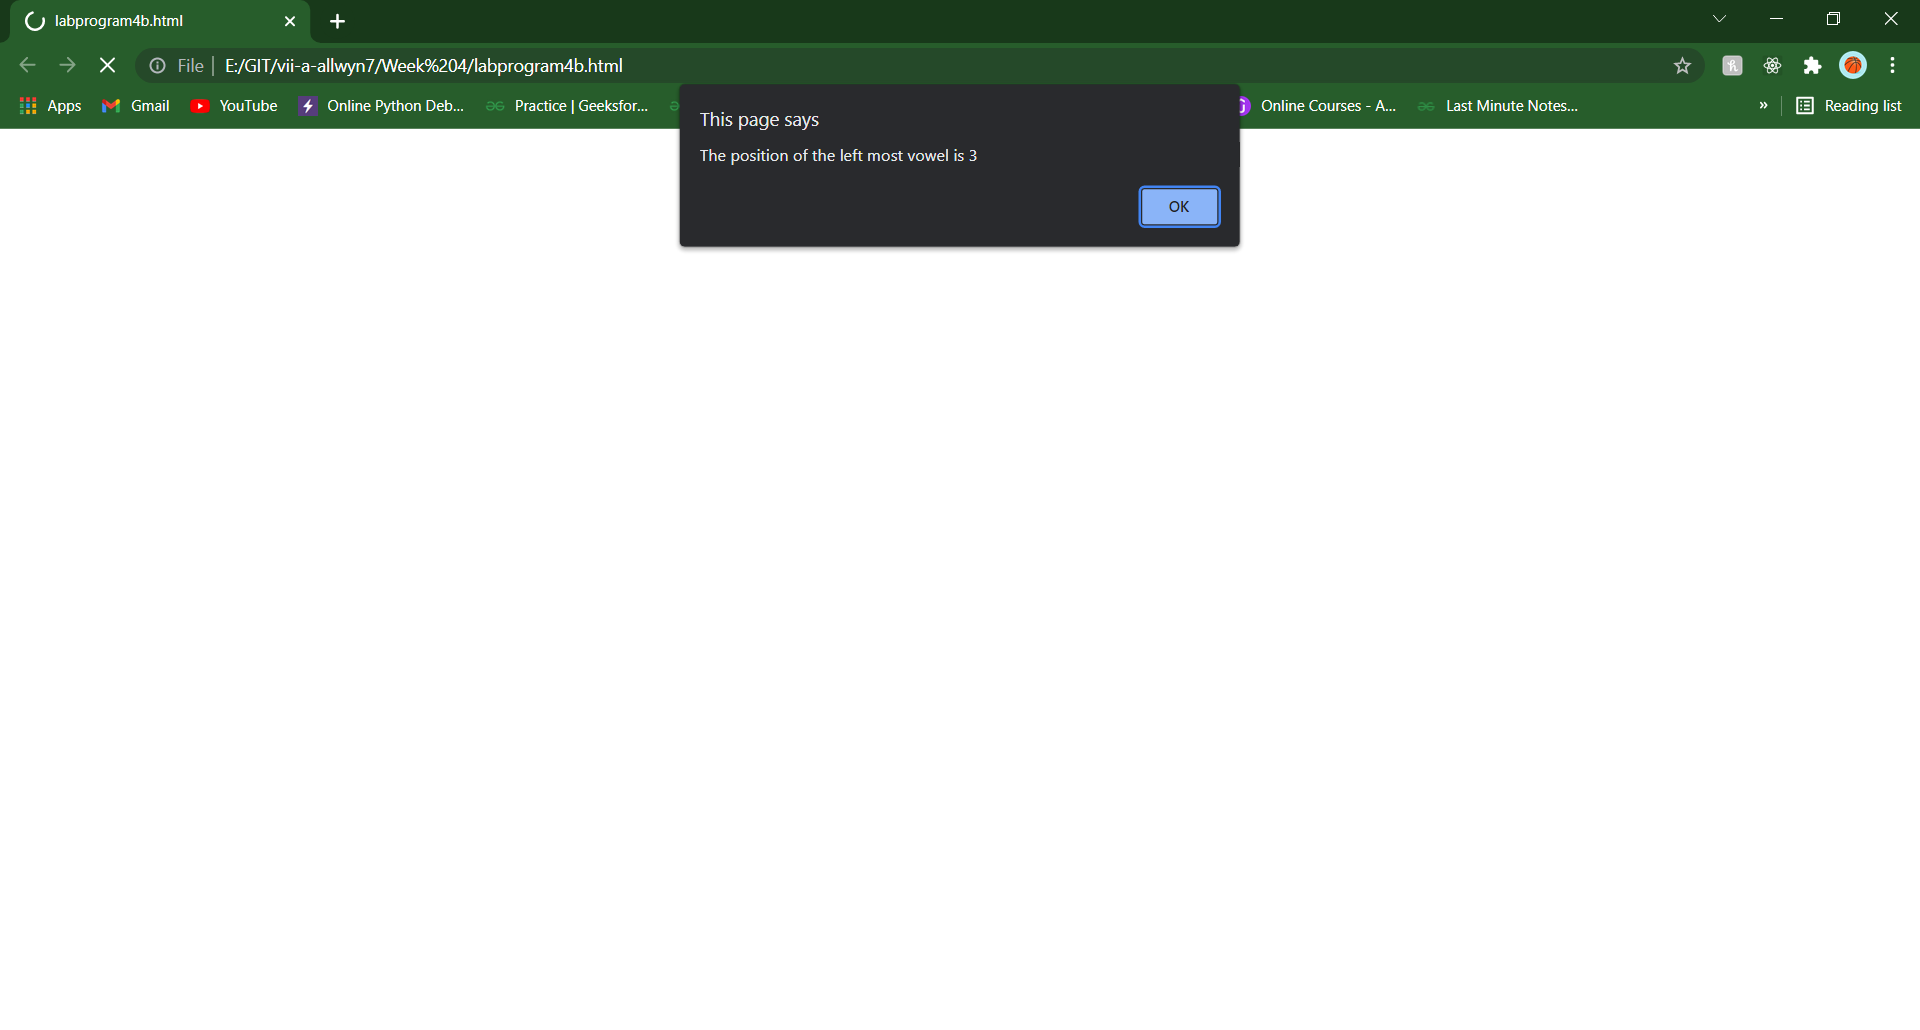 labprogram4b.html
File | E:/GIT/vii-a-allwyn7/Week%204/labprogram4b.html
Apps Gmail YouTube Online Python Deb... Practice | Geeksfor... Online Courses - A... Last Minute Notes... » Reading list
This page says
The position of the left most vowel is 3
OK